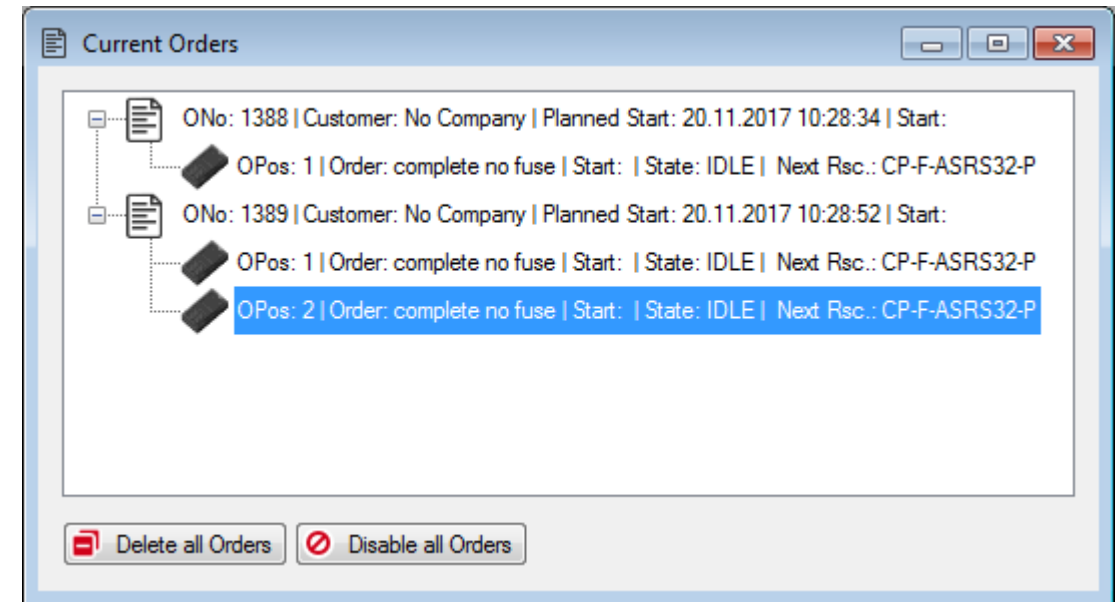 Current Orders
ONo: 1388 | Customer: No Company | Planned Start: 20.11.2017 10:28:34 | Start:
OPos: 1 | Order: complete no fuse | Start: | State: IDLE | Next Rsc.: CP-F-ASRS32-P
ONo: 1389 | Customer: No Company | Planned Start: 20.11.2017 10:28:52 | Start:
OPos: 1 | Order: complete no fuse | Start: | State: IDLE | Next Rsc.: CP-F-ASRS32-P
OPos: 2 | Order: complete no fuse | Start: | State: IDLE | Next Rsc.: CP-F-ASRS32-P
Delete all Orders Disable all Orders